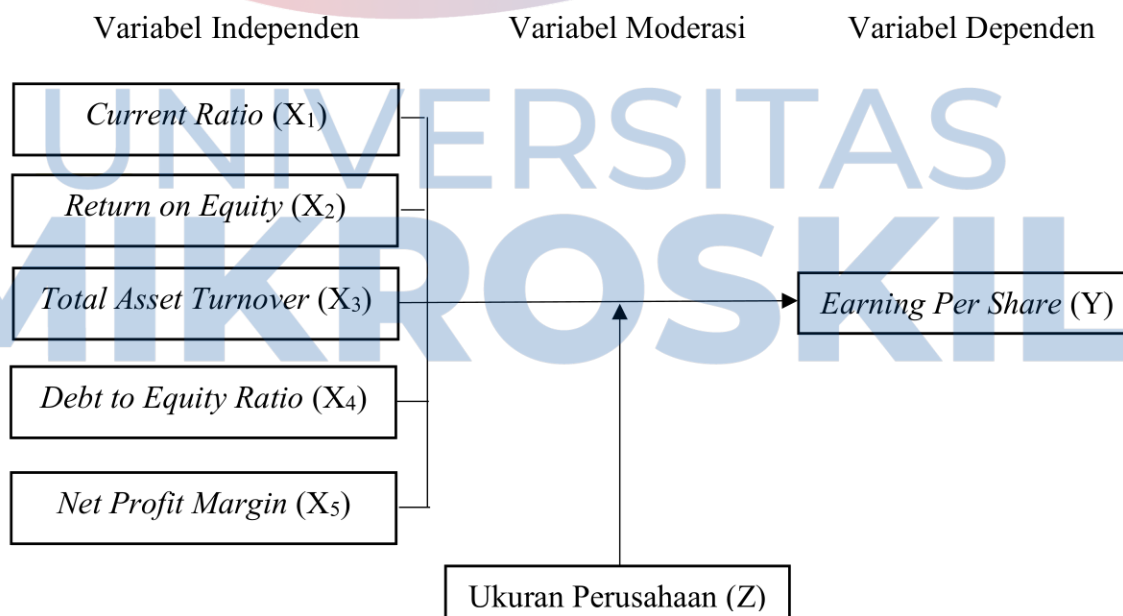 Variabel Independen Variabel Moderasi Variabel Dependen
UNIVERSITAS
MIKROSKIL
Current Ratio (X₁)
Return on Equity (X₂)
Total Asset Turnover (X₃)
Debt to Equity Ratio (X₄)
Net Profit Margin (X₅)
Earning Per Share (Y)
Ukuran Perusahaan (Z)